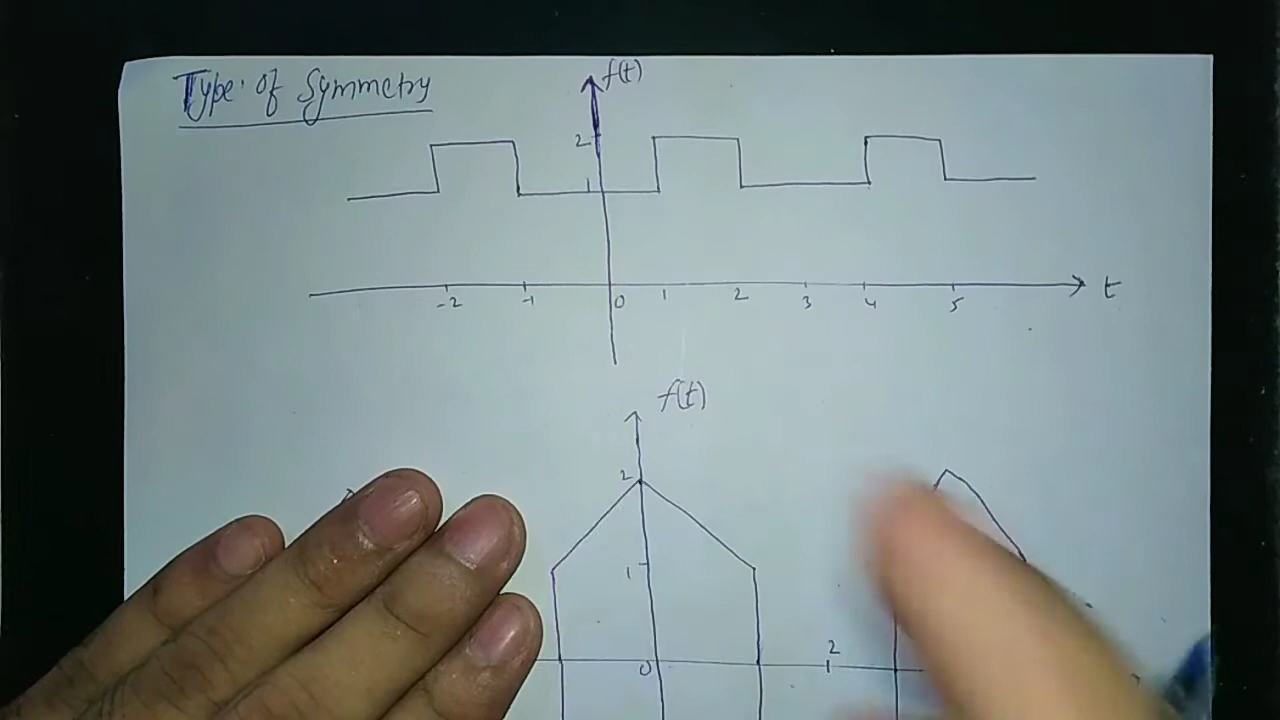 Type of Symmetry
f(t)
2
1
-2 -1 0 1 2 3 4 5 t
f(t)
2
1
0 2